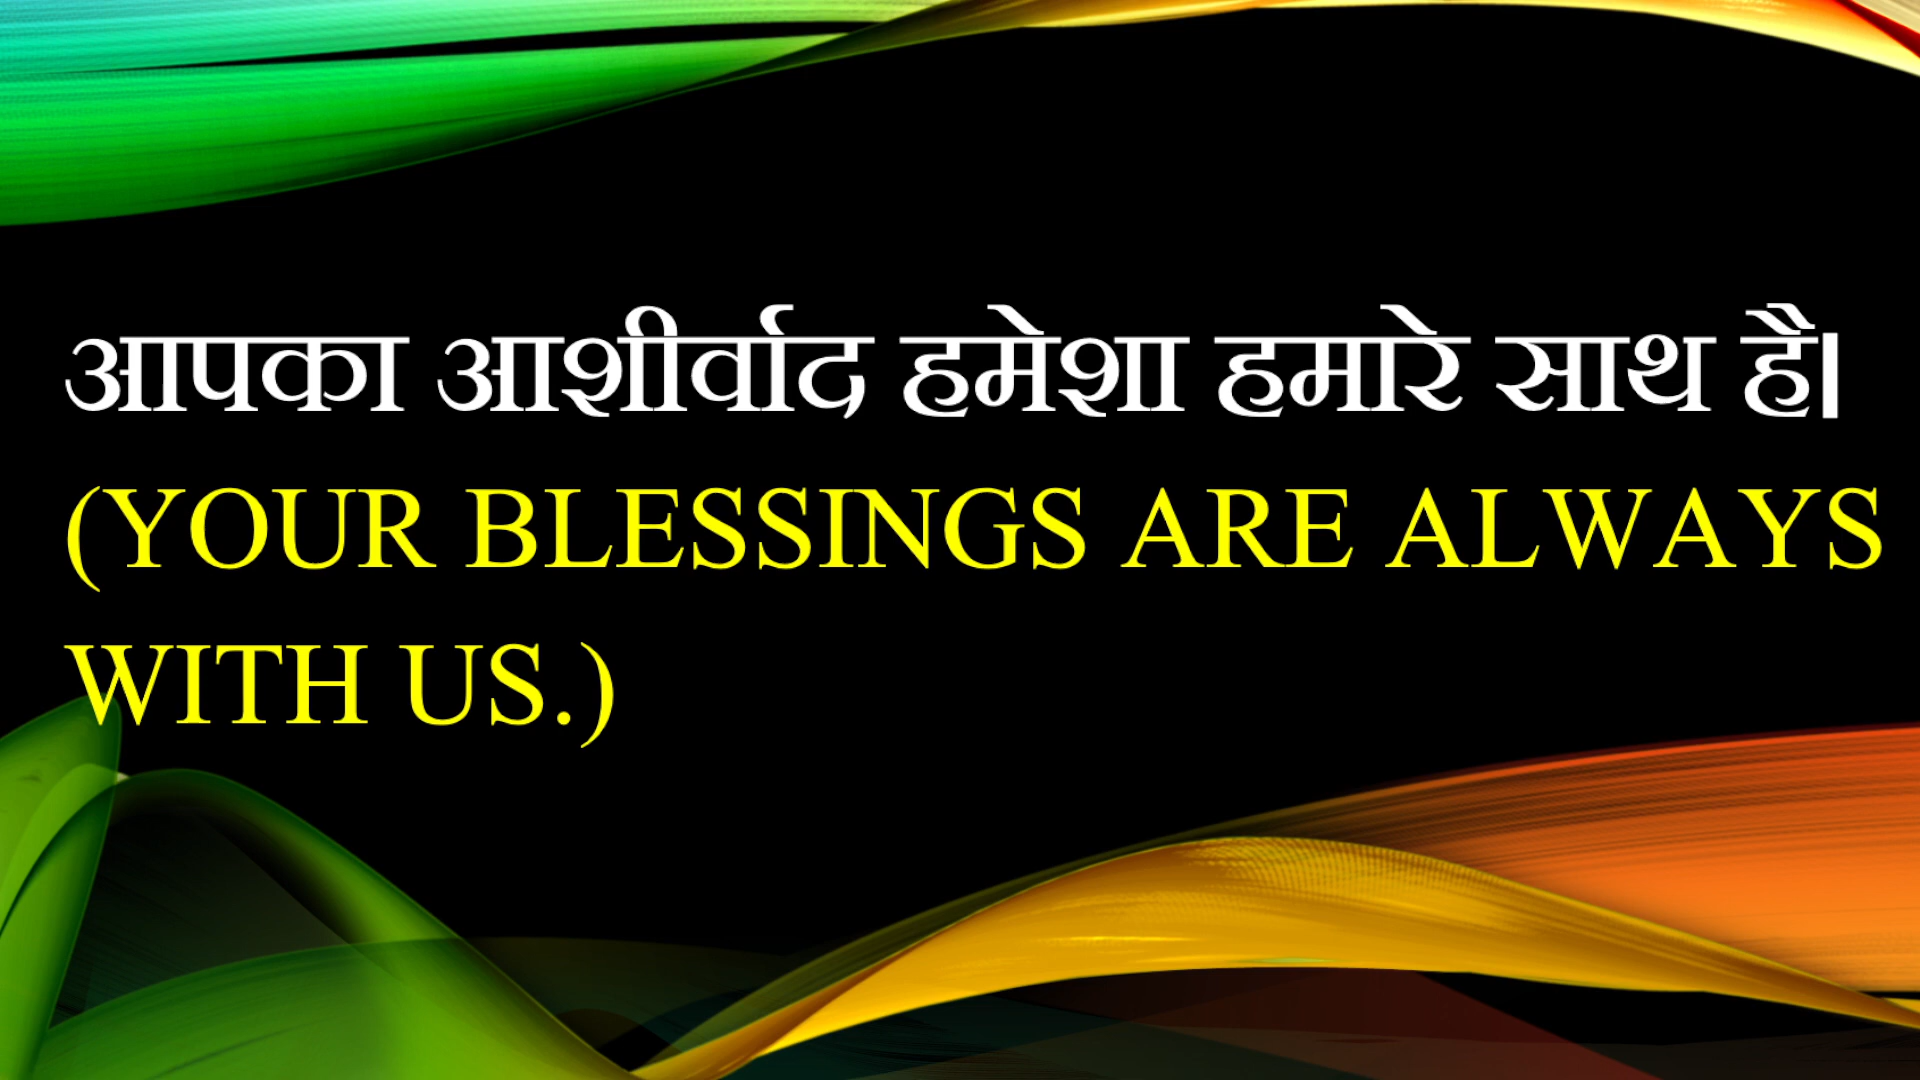 आपका आशीर्वाद हमेशा हमारे साथ है।
(YOUR BLESSINGS ARE ALWAYS
WITH US.)